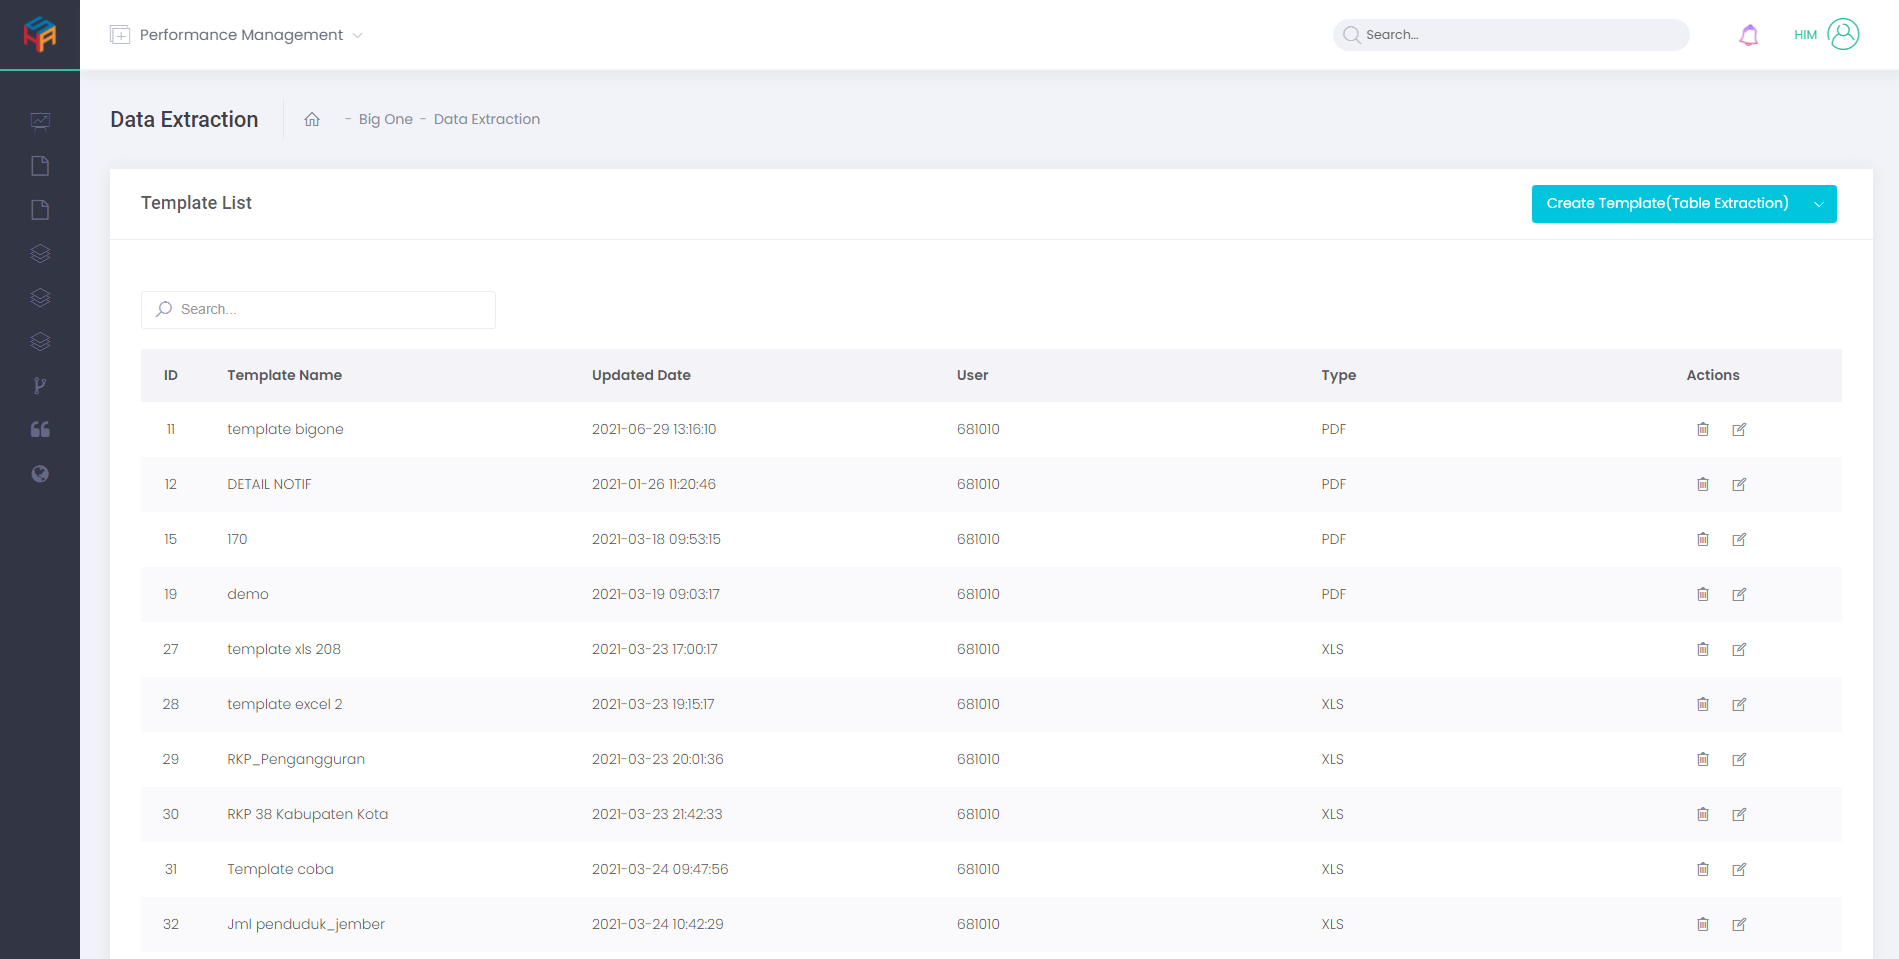 Performance Management
Search...
HIM
Data Extraction
- Big One - Data Extraction
Template List
Create Template(Table Extraction)
Search...
ID Template Name Updated Date User Type Actions
11 template bigone 2021-06-29 13:16:10 681010 PDF
12 DETAIL NOTIF 2021-01-26 11:20:46 681010 PDF
15 170 2021-03-18 09:53:15 681010 PDF
19 demo 2021-03-19 09:03:17 681010 PDF
27 template xls 208 2021-03-23 17:00:17 681010 XLS
28 template excel 2 2021-03-23 19:15:17 681010 XLS
29 RKP_Pengangguran 2021-03-23 20:01:36 681010 XLS
30 RKP 38 Kabupaten Kota 2021-03-23 21:42:33 681010 XLS
31 Template coba 2021-03-24 09:47:56 681010 XLS
32 Jml penduduk_jember 2021-03-24 10:42:29 681010 XLS